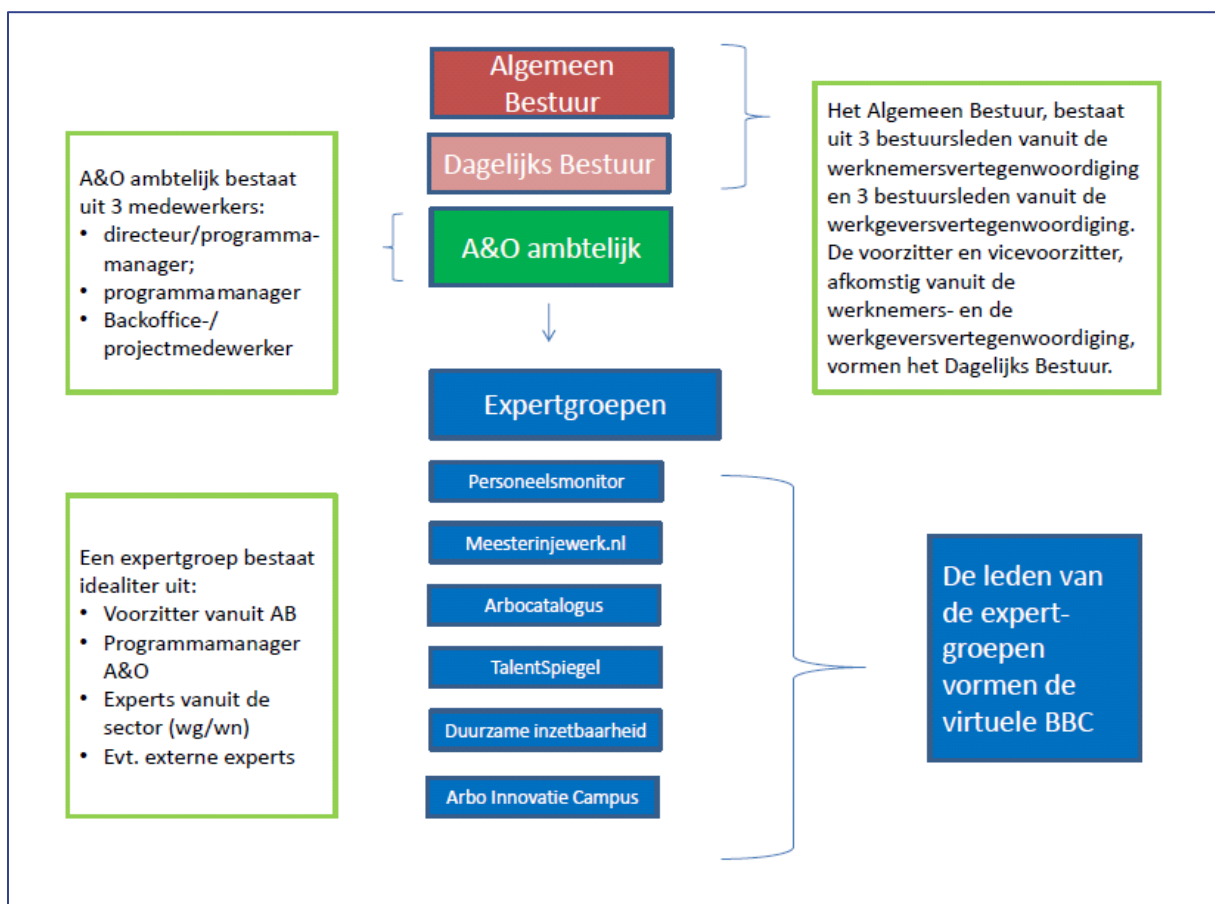 Algemeen
Bestuur
Dagelijks Bestuur
A&O ambtelijk
A&O ambtelijk bestaat
uit 3 medewerkers:
• directeur/programma-
manager;
• programmamanager
• Backoffice-/
projectmedewerker
Het Algemeen Bestuur, bestaat
uit 3 bestuursleden vanuit de
werknemersvertegenwoordiging
en 3 bestuursleden vanuit de
werkgeversvertegenwoordiging.
De voorzitter en vicevoorzitter,
afkomstig vanuit de
werknemers- en de
werkgeversvertegenwoordiging,
vormen het Dagelijks Bestuur.
Expertgroepen
Personeelsmonitor
Meesterinjewerk.nl
Arbocatalogus
TalentSpiegel
Duurzame inzetbaarheid
Arbo Innovatie Campus
Een expertgroep bestaat
idealiter uit:
• Voorzitter vanuit AB
• Programmamanager
A&O
• Experts vanuit de
sector (wg/wn)
• Evt. externe experts
De leden van
de expert-
groepen
vormen de
virtuele BBC